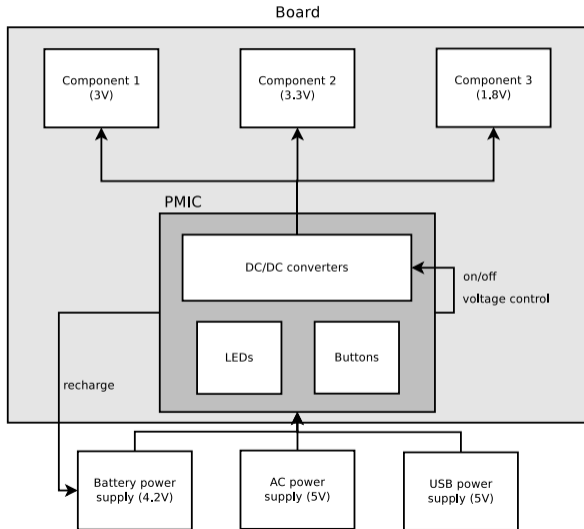 Board
Component 1
(3V)
Component 2
(3.3V)
Component 3
(1.8V)
PMIC
DC/DC converters
on/off
voltage control
LEDs
Buttons
recharge
Battery power
supply (4.2V)
AC power
supply (5V)
USB power
supply (5V)